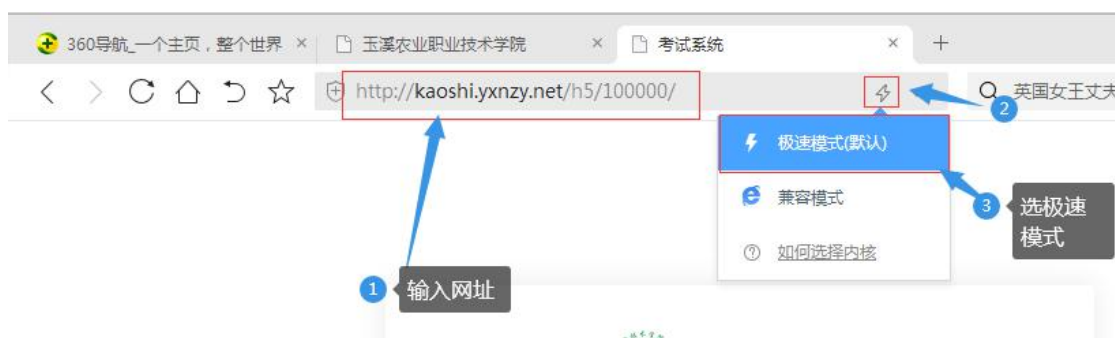 360导航_一个主页，整个世界
玉溪农业职业技术学院
考试系统
http://kaoshi.yxnzy.net/h5/100000/
英国女王丈夫
2
极速模式(默认)
兼容模式
3
选极速
模式
如何选择内核
1
输入网址